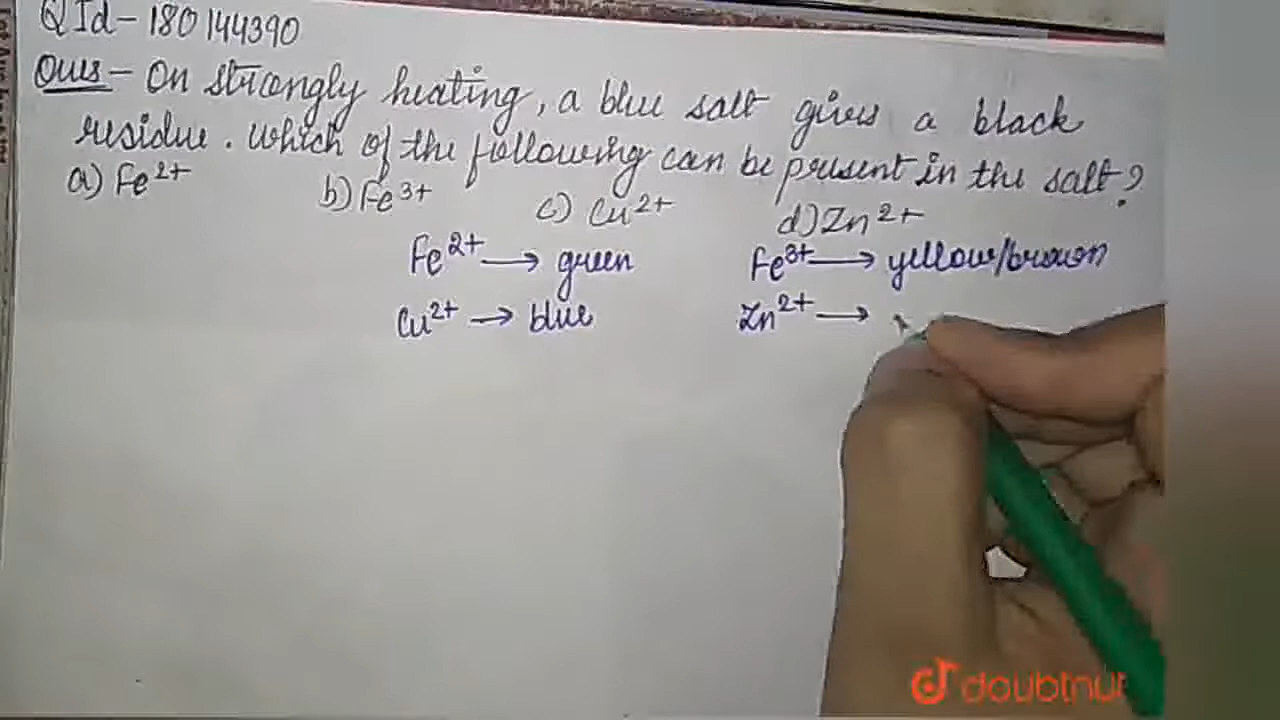 Q Id - 180144390
Ques - On strongly heating, a blue salt gives a black
residue. Which of the following can be present in the salt?
a) Fe2+ b) Fe3+ c) Cu2+ d) Zn2+
Fe2+ → green Fe3+ → yellow/brown
Cu2+ → blue Zn2+ →
doubtnut